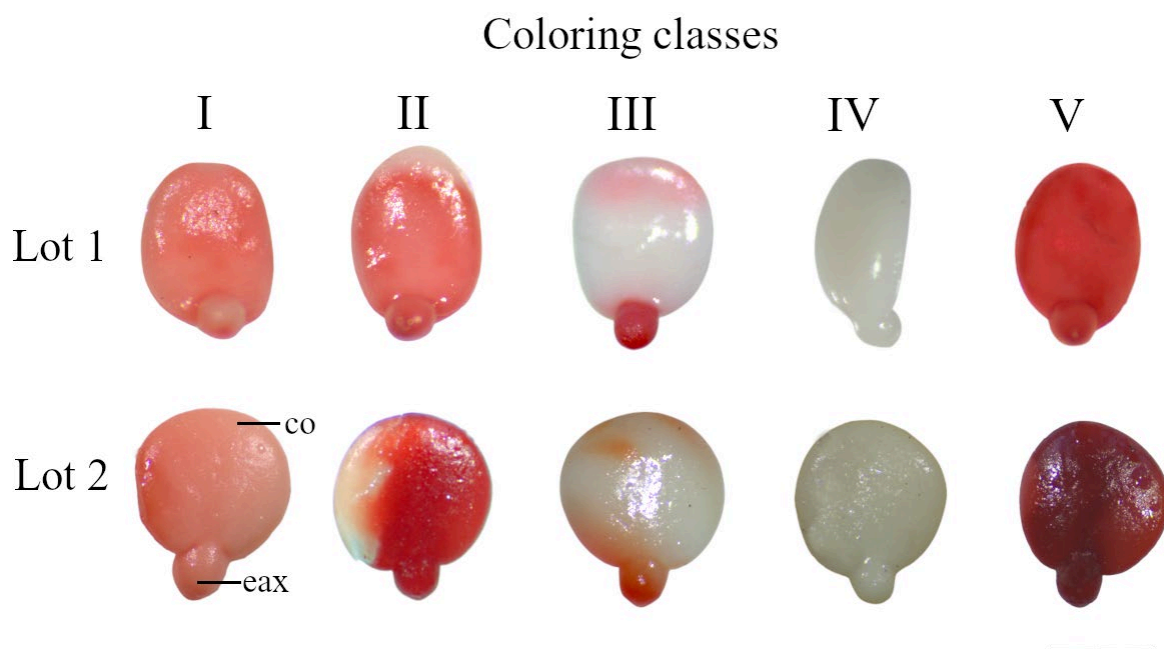 Coloring classes
I II III IV V
Lot 1
co
Lot 2
eax